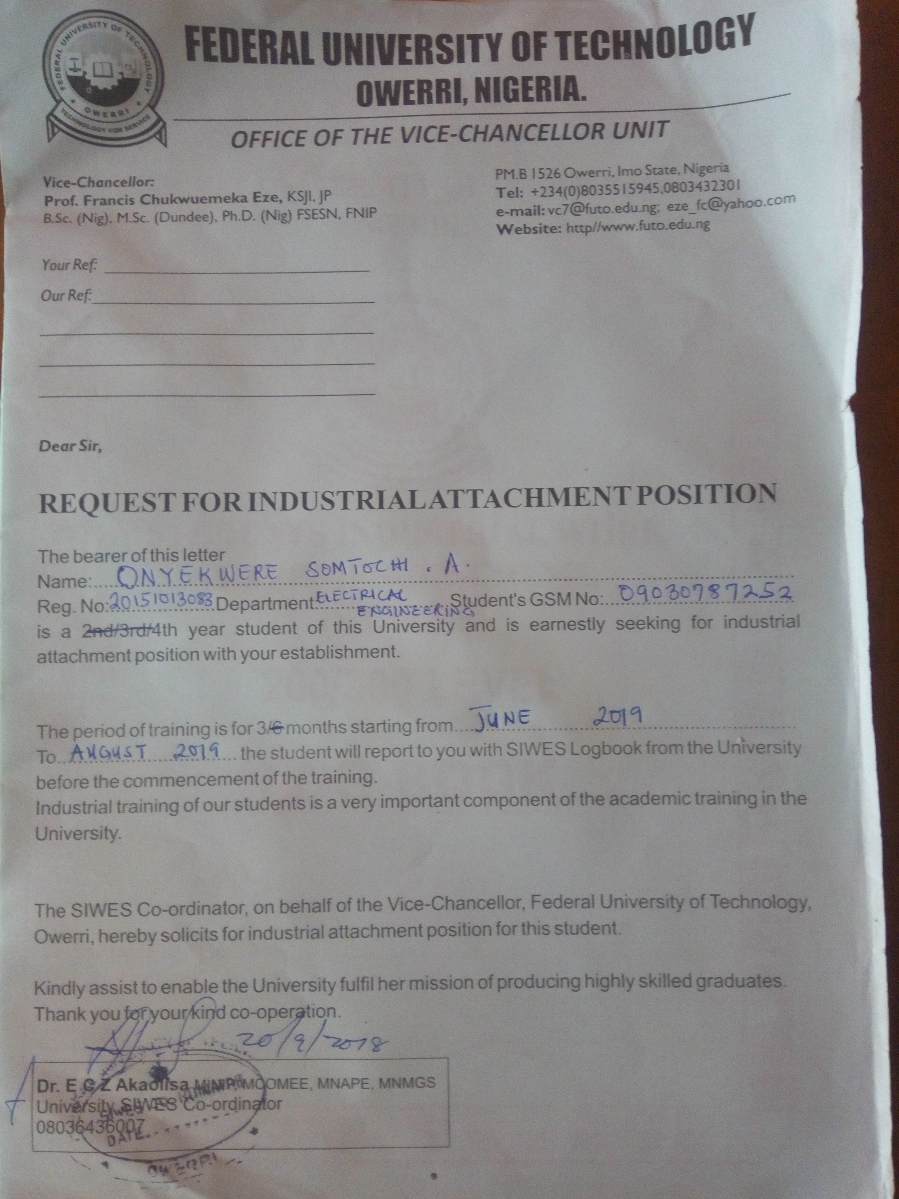 FEDERAL UNIVERSITY OF TECHNOLOGY
OWERRI, NIGERIA.
FEDERAL UNIVERSITY OF TECHNOLOGY
OWERRI
TECHNOLOGY FOR SERVICE
OFFICE OF THE VICE-CHANCELLOR UNIT
Vice-Chancellor:
Prof. Francis Chukwuemeka Eze, KSJI, JP
B.Sc. (Nig), M.Sc. (Dundee), Ph.D. (Nig) FSESN, FNIP
P.M.B 1526 Owerri, Imo State, Nigeria
Tel: +234(0)8035515945,0803432301
e-mail: vc7@futo.edu.ng; eze_fc@yahoo.com
Website: http//www.futo.edu.ng
Your Ref:
Our Ref:
Dear Sir,
REQUEST FOR INDUSTRIAL ATTACHMENT POSITION
The bearer of this letter
Name: ONYEKWERE SOMTOCHI . A.
Reg. No: 20151013083 Department ELECTRICAL ENGINEERING Student's GSM No: 09030787252
is a 2nd/3rd/4th year student of this University and is earnestly seeking for industrial
attachment position with your establishment.
The period of training is for 3/6 months starting from JUNE 2019
To AUGUST 2019 the student will report to you with SIWES Logbook from the University
before the commencement of the training.
Industrial training of our students is a very important component of the academic training in the
University.
The SIWES Co-ordinator, on behalf of the Vice-Chancellor, Federal University of Technology,
Owerri, hereby solicits for industrial attachment position for this student.
Kindly assist to enable the University fulfil her mission of producing highly skilled graduates.
Thank you for your kind co-operation.
20/9/2018
Dr. E C Z Akaolisa MNIP, MCOMEE, MNAPE, MNMGS
University SIWES Co-ordinator
08036436007
DATE
OWERRI